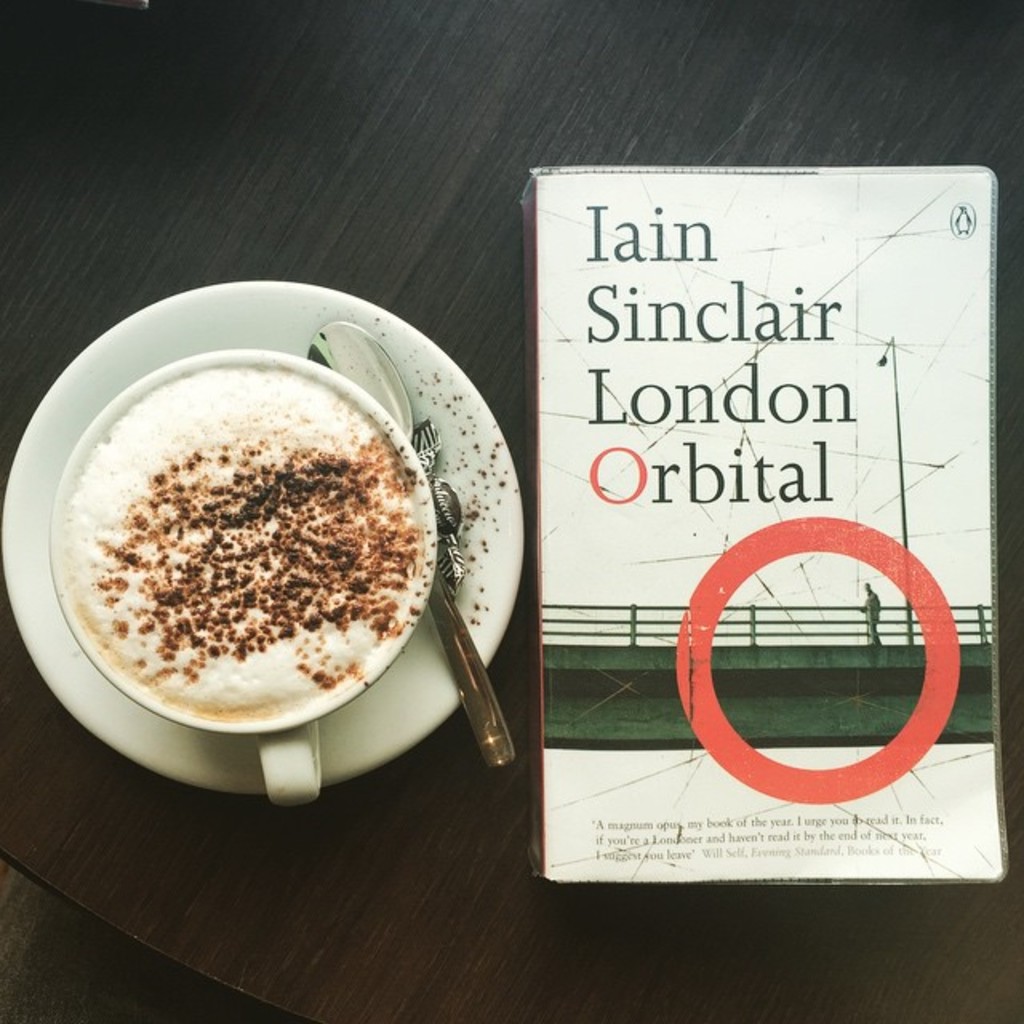 Iain
Sinclair
London
Orbital
'A magnum opus, my book of the year. I urge you to read it. In fact,
if you're a Londoner and haven't read it by the end of next year,
I suggest you leave' Will Self, Evening Standard, Books of the Year